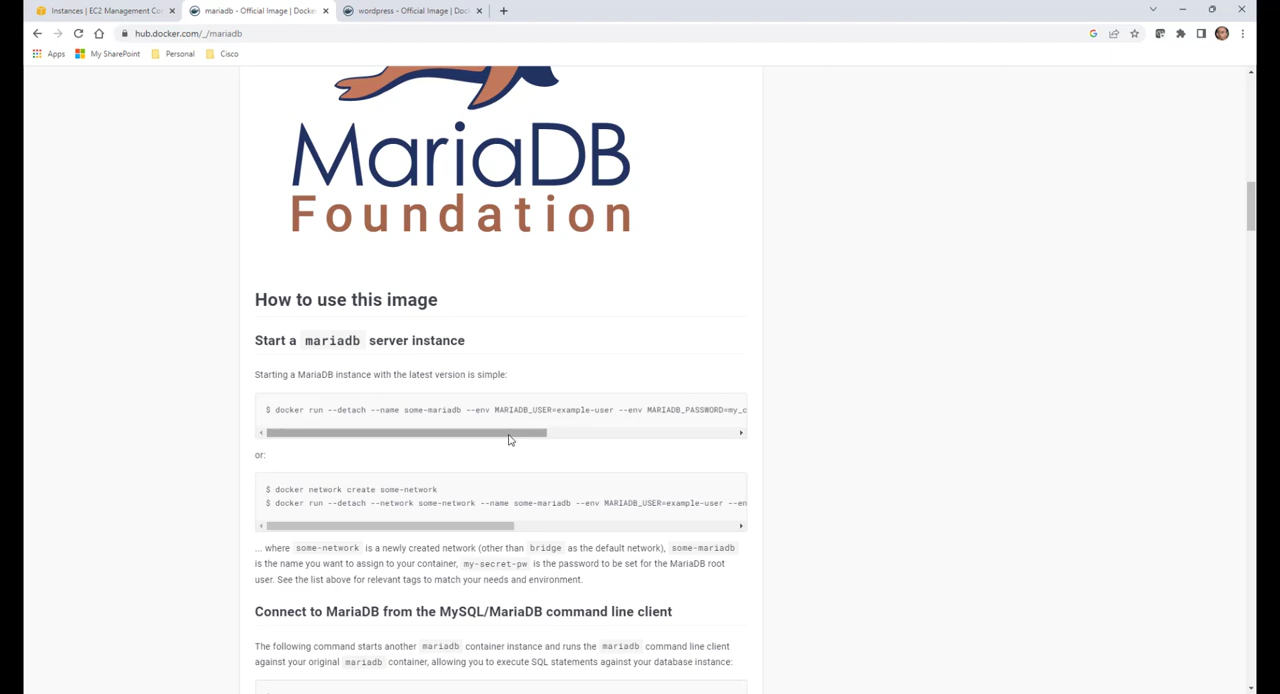 Instances | EC2 Management Co
mariadb - Official Image | Docke
wordpress - Official Image | Doc
hub.docker.com/_/mariadb
Apps
My SharePoint
Personal
Cisco
MariaDB
Foundation
How to use this image
Start a mariadb server instance
Starting a MariaDB instance with the latest version is simple:
$ docker run --detach --name some-mariadb --env MARIADB_USER=example-user --env MARIADB_PASSWORD=my_c
or:
$ docker network create some-network
$ docker run --detach --network some-network --name some-mariadb --env MARIADB_USER=example-user --en
... where some-network is a newly created network (other than bridge as the default network), some-mariadb
is the name you want to assign to your container, my-secret-pw is the password to be set for the MariaDB root
user. See the list above for relevant tags to match your needs and environment.
Connect to MariaDB from the MySQL/MariaDB command line client
The following command starts another mariadb container instance and runs the mariadb command line client
against your original mariadb container, allowing you to execute SQL statements against your database instance: